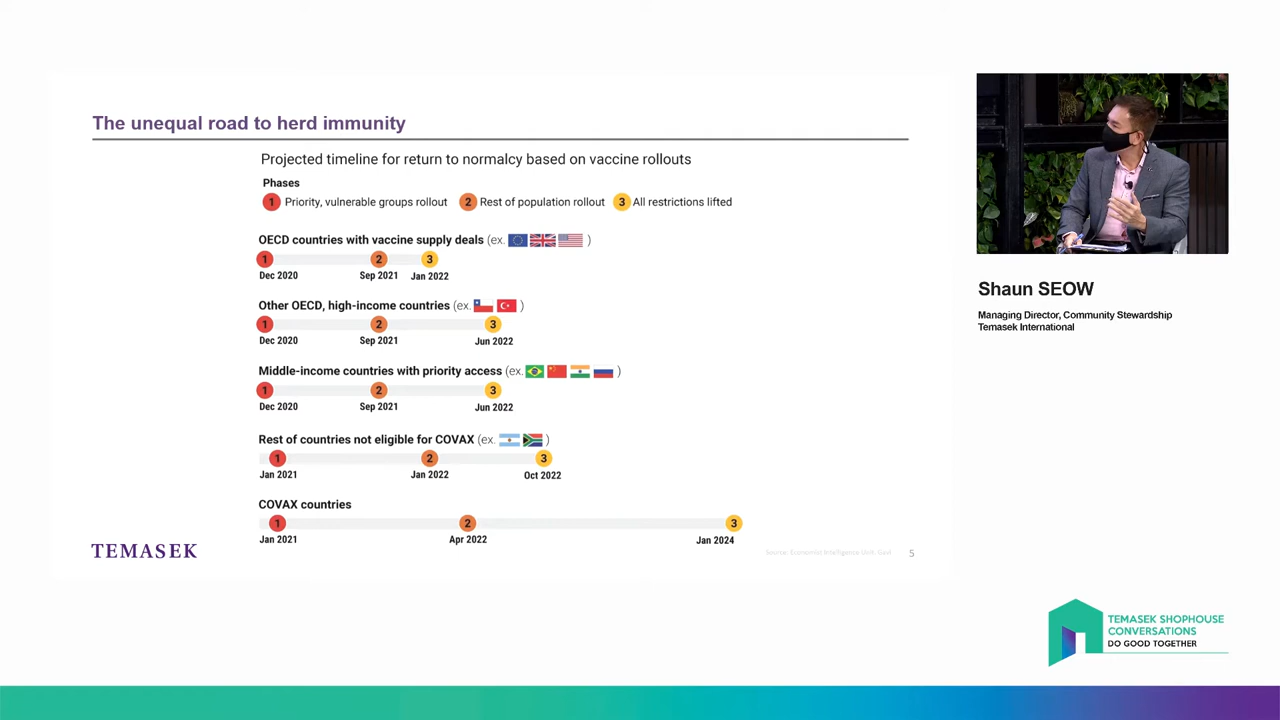 The unequal road to herd immunity
Projected timeline for return to normalcy based on vaccine rollouts
Phases
1 Priority, vulnerable groups rollout 2 Rest of population rollout 3 All restrictions lifted
OECD countries with vaccine supply deals (ex. )
1 2 3
Dec 2020 Sep 2021 Jan 2022
Other OECD, high-income countries (ex. )
1 2 3
Dec 2020 Sep 2021 Jun 2022
Middle-income countries with priority access (ex. )
1 2 3
Dec 2020 Sep 2021 Jun 2022
Rest of countries not eligible for COVAX (ex. )
1 2 3
Jan 2021 Jan 2022 Oct 2022
COVAX countries
1 2 3
Jan 2021 Apr 2022 Jan 2024
TEMASEK
Source: Economist Intelligence Unit, Gavi
5
Shaun SEOW
Managing Director, Community Stewardship
Temasek International
TEMASEK SHOPHOUSE
CONVERSATIONS
DO GOOD TOGETHER